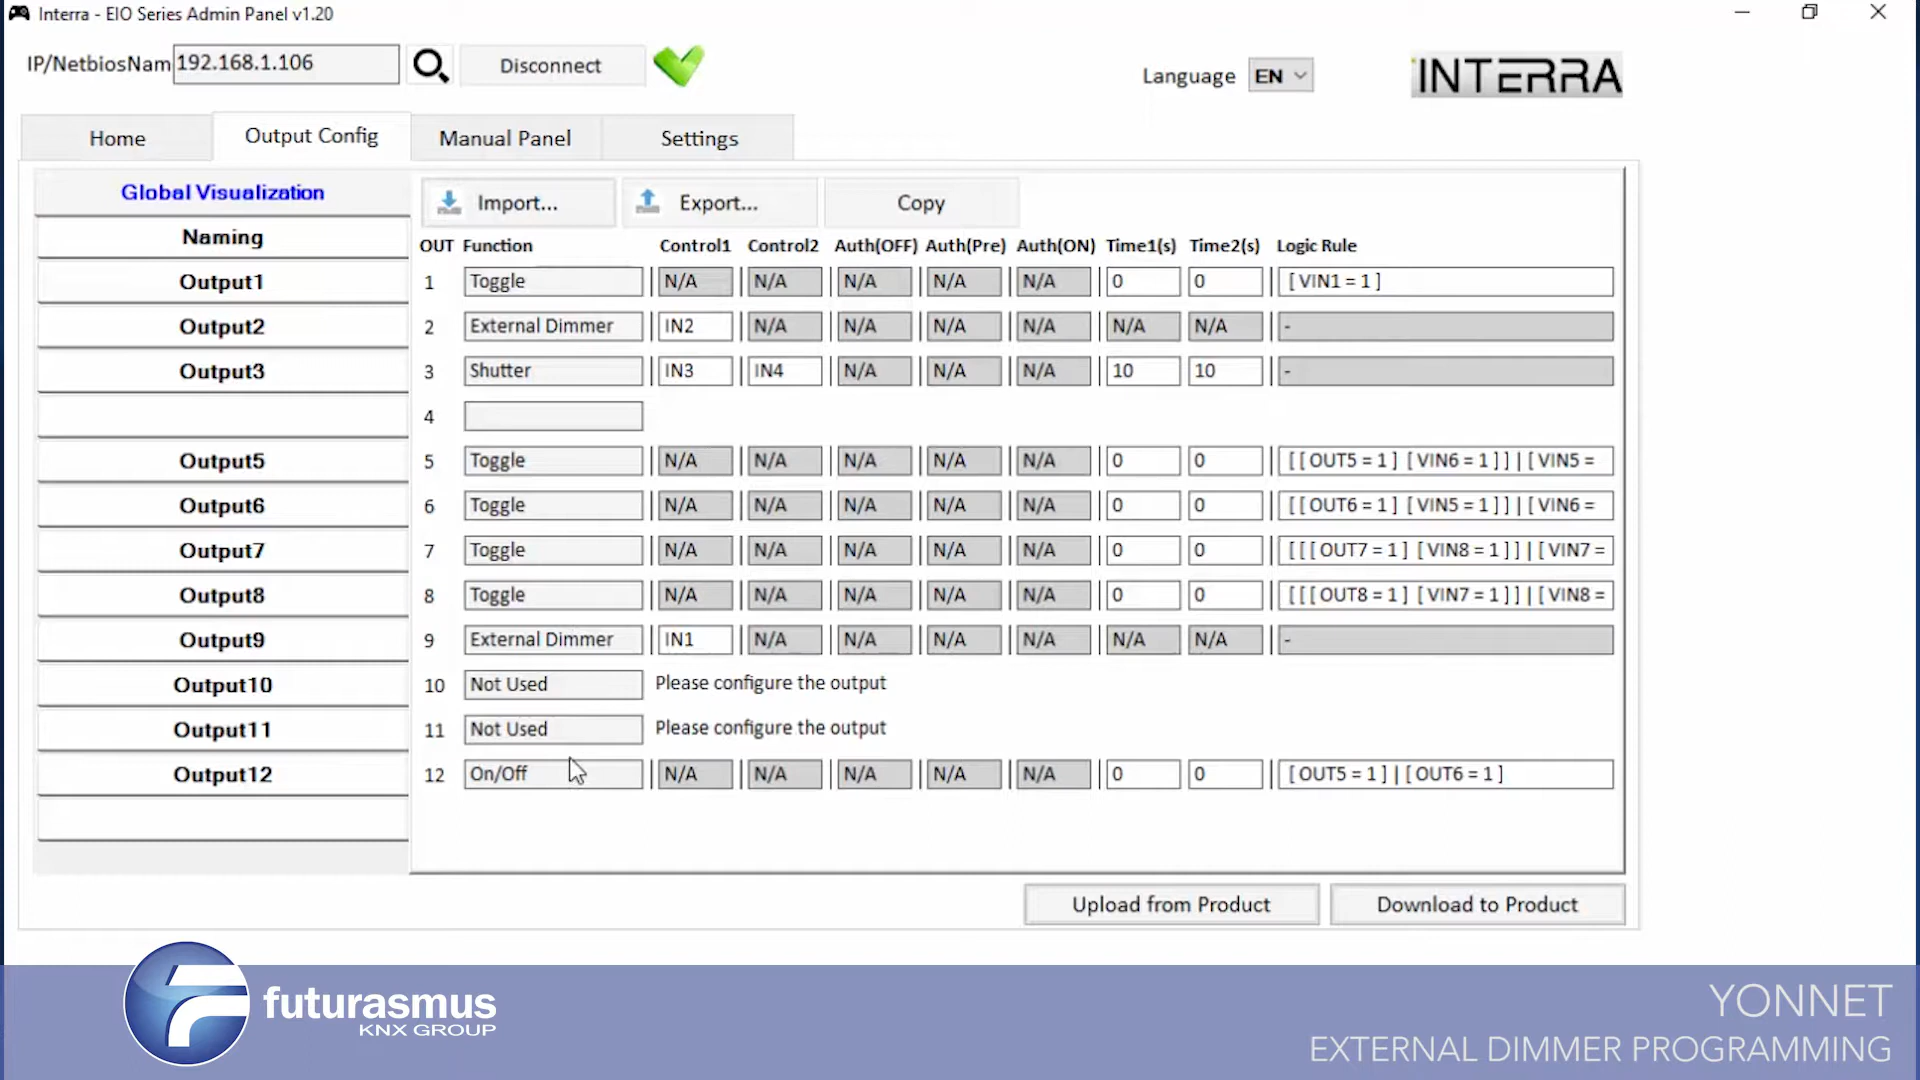 Interra - EIO Series Admin Panel v1.20
IP/NetbiosNam 192.168.1.106 Disconnect Language EN INTERRA
Home Output Config Manual Panel Settings
Global Visualization Import... Export... Copy
Naming
OUT Function Control1 Control2 Auth(OFF) Auth(Pre) Auth(ON) Time1(s) Time2(s) Logic Rule
Output1 1 Toggle N/A N/A N/A N/A N/A 0 0 [ VIN1 = 1 ]
Output2 2 External Dimmer IN2 N/A N/A N/A N/A N/A N/A -
Output3 3 Shutter IN3 IN4 N/A N/A N/A 10 10 -
4
Output5 5 Toggle N/A N/A N/A N/A N/A 0 0 [ [ OUT5 = 1 ] [ VIN6 = 1 ] ] | [ VIN5 =
Output6 6 Toggle N/A N/A N/A N/A N/A 0 0 [ [ OUT6 = 1 ] [ VIN5 = 1 ] ] | [ VIN6 =
Output7 7 Toggle N/A N/A N/A N/A N/A 0 0 [ [ [ OUT7 = 1 ] [ VIN8 = 1 ] ] | [ VIN7 =
Output8 8 Toggle N/A N/A N/A N/A N/A 0 0 [ [ [ OUT8 = 1 ] [ VIN7 = 1 ] ] | [ VIN8 =
Output9 9 External Dimmer IN1 N/A N/A N/A N/A N/A N/A -
Output10 10 Not Used Please configure the output
Output11 11 Not Used Please configure the output
Output12 12 On/Off N/A N/A N/A N/A N/A 0 0 [ OUT5 = 1 ] | [ OUT6 = 1 ]
Upload from Product Download to Product
futurasmus
KNX GROUP
YONNET
EXTERNAL DIMMER PROGRAMMING